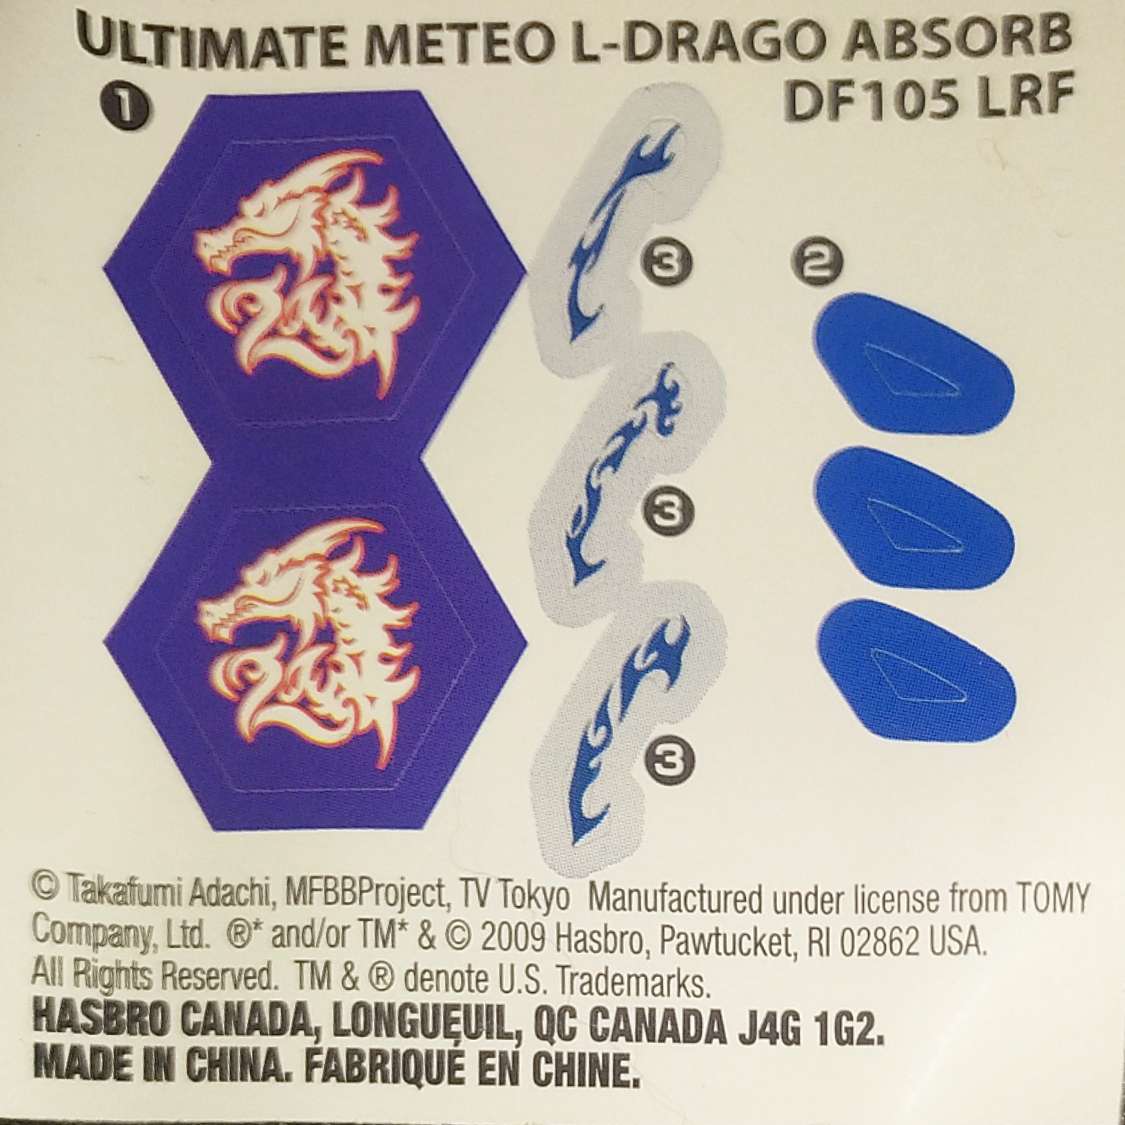 ULTIMATE METEO L-DRAGO ABSORB
DF105 LRF
1
3
2
3
3
© Takafumi Adachi, MFBBProject, TV Tokyo Manufactured under license from TOMY
Company, Ltd. ®* and/or TM* & © 2009 Hasbro, Pawtucket, RI 02862 USA.
All Rights Reserved. TM & ® denote U.S. Trademarks.
HASBRO CANADA, LONGUEUIL, QC CANADA J4G 1G2.
MADE IN CHINA. FABRIQUÉ EN CHINE.